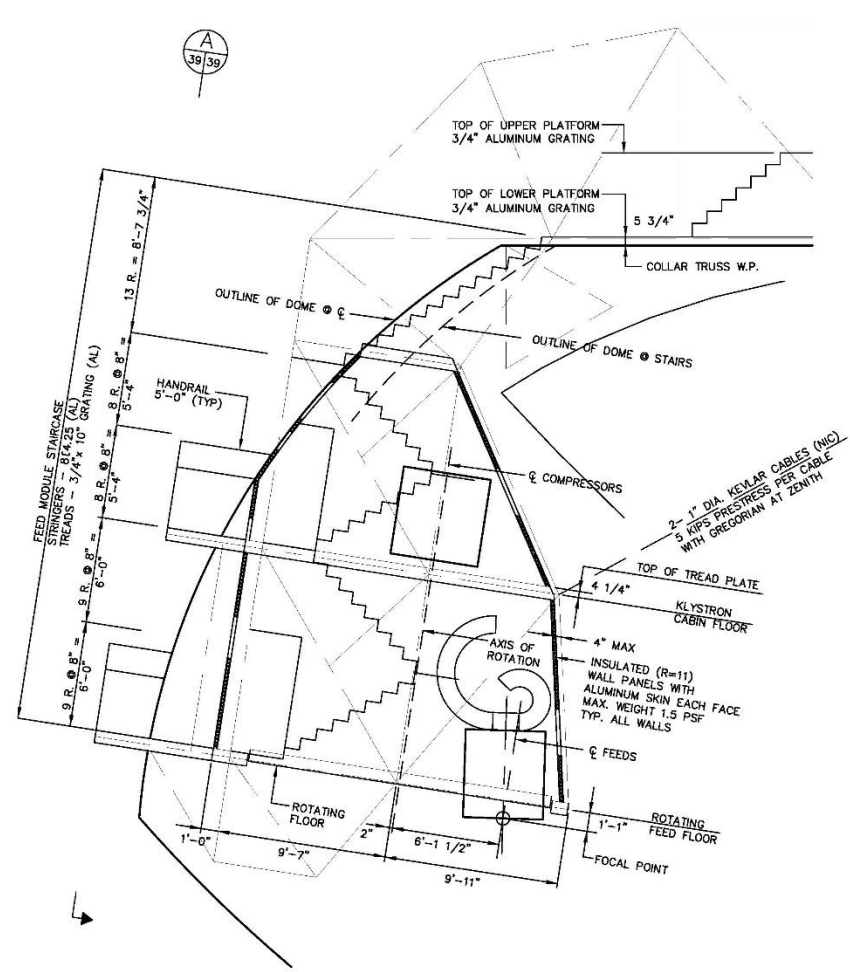 A
39 39
TOP OF UPPER PLATFORM
3/4" ALUMINUM GRATING
TOP OF LOWER PLATFORM
3/4" ALUMINUM GRATING
5 3/4"
COLLAR TRUSS W.P.
13 R. = 8'-7 3/4"
OUTLINE OF DOME @ ℄
OUTLINE OF DOME @ STAIRS
8 R. @ 8" =
5'-4"
HANDRAIL
5'-0" (TYP)
FEED MODULE STAIRCASE
STRINGERS – 8[4.25 (AL)
TREADS – 3/4"x 10" GRATING (AL)
8 R. @ 8" =
5'-4"
℄ COMPRESSORS
2– 1" DIA. KEVLAR CABLES (NIC)
5 KIPS PRESTRESS PER CABLE
WITH GREGORIAN AT ZENITH
9 R. @ 8" =
6'-0"
TOP OF TREAD PLATE
4 1/4"
KLYSTRON
CABIN FLOOR
AXIS OF
ROTATION
4" MAX
INSULATED (R=11)
WALL PANELS WITH
ALUMINUM SKIN EACH FACE
MAX. WEIGHT 1.5 PSF
TYP. ALL WALLS
9 R. @ 8" =
6'-0"
℄ FEEDS
ROTATING
FLOOR
ROTATING
FEED FLOOR
1'-1"
FOCAL POINT
1'-0"
9'-7"
2"
6'-1 1/2"
9'-11"